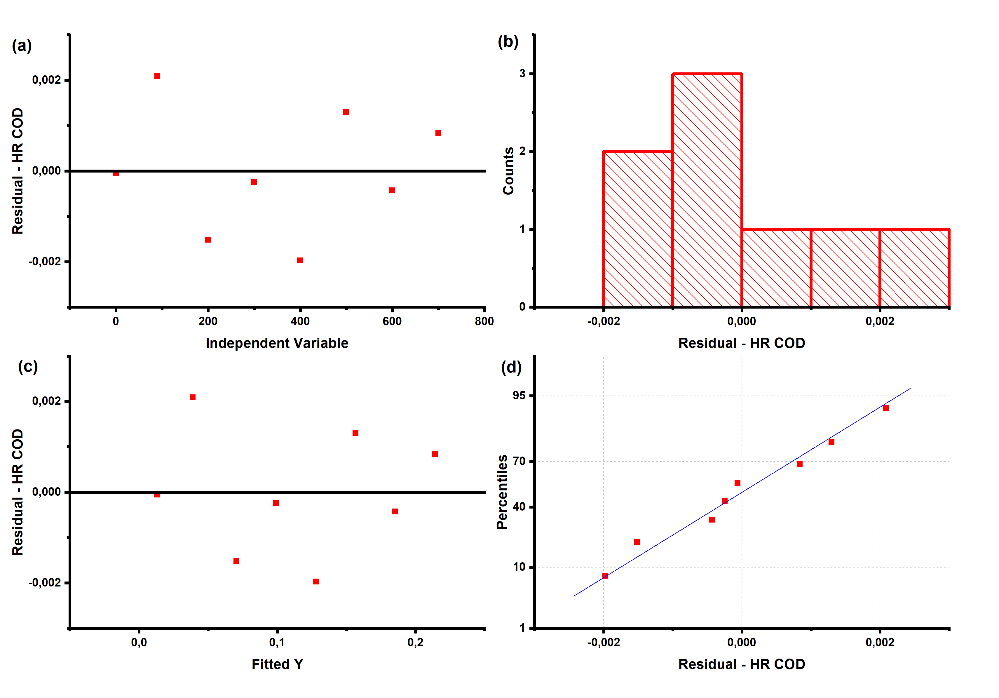 (a)
Residual - HR COD
0,002
0,000
-0,002
0
200
400
600
800
Independent Variable
(b)
Counts
3
2
1
0
-0,002
0,000
0,002
Residual - HR COD
(c)
Residual - HR COD
0,002
0,000
-0,002
0,0
0,1
0,2
Fitted Y
(d)
Percentiles
95
70
40
10
1
-0,002
0,000
0,002
Residual - HR COD